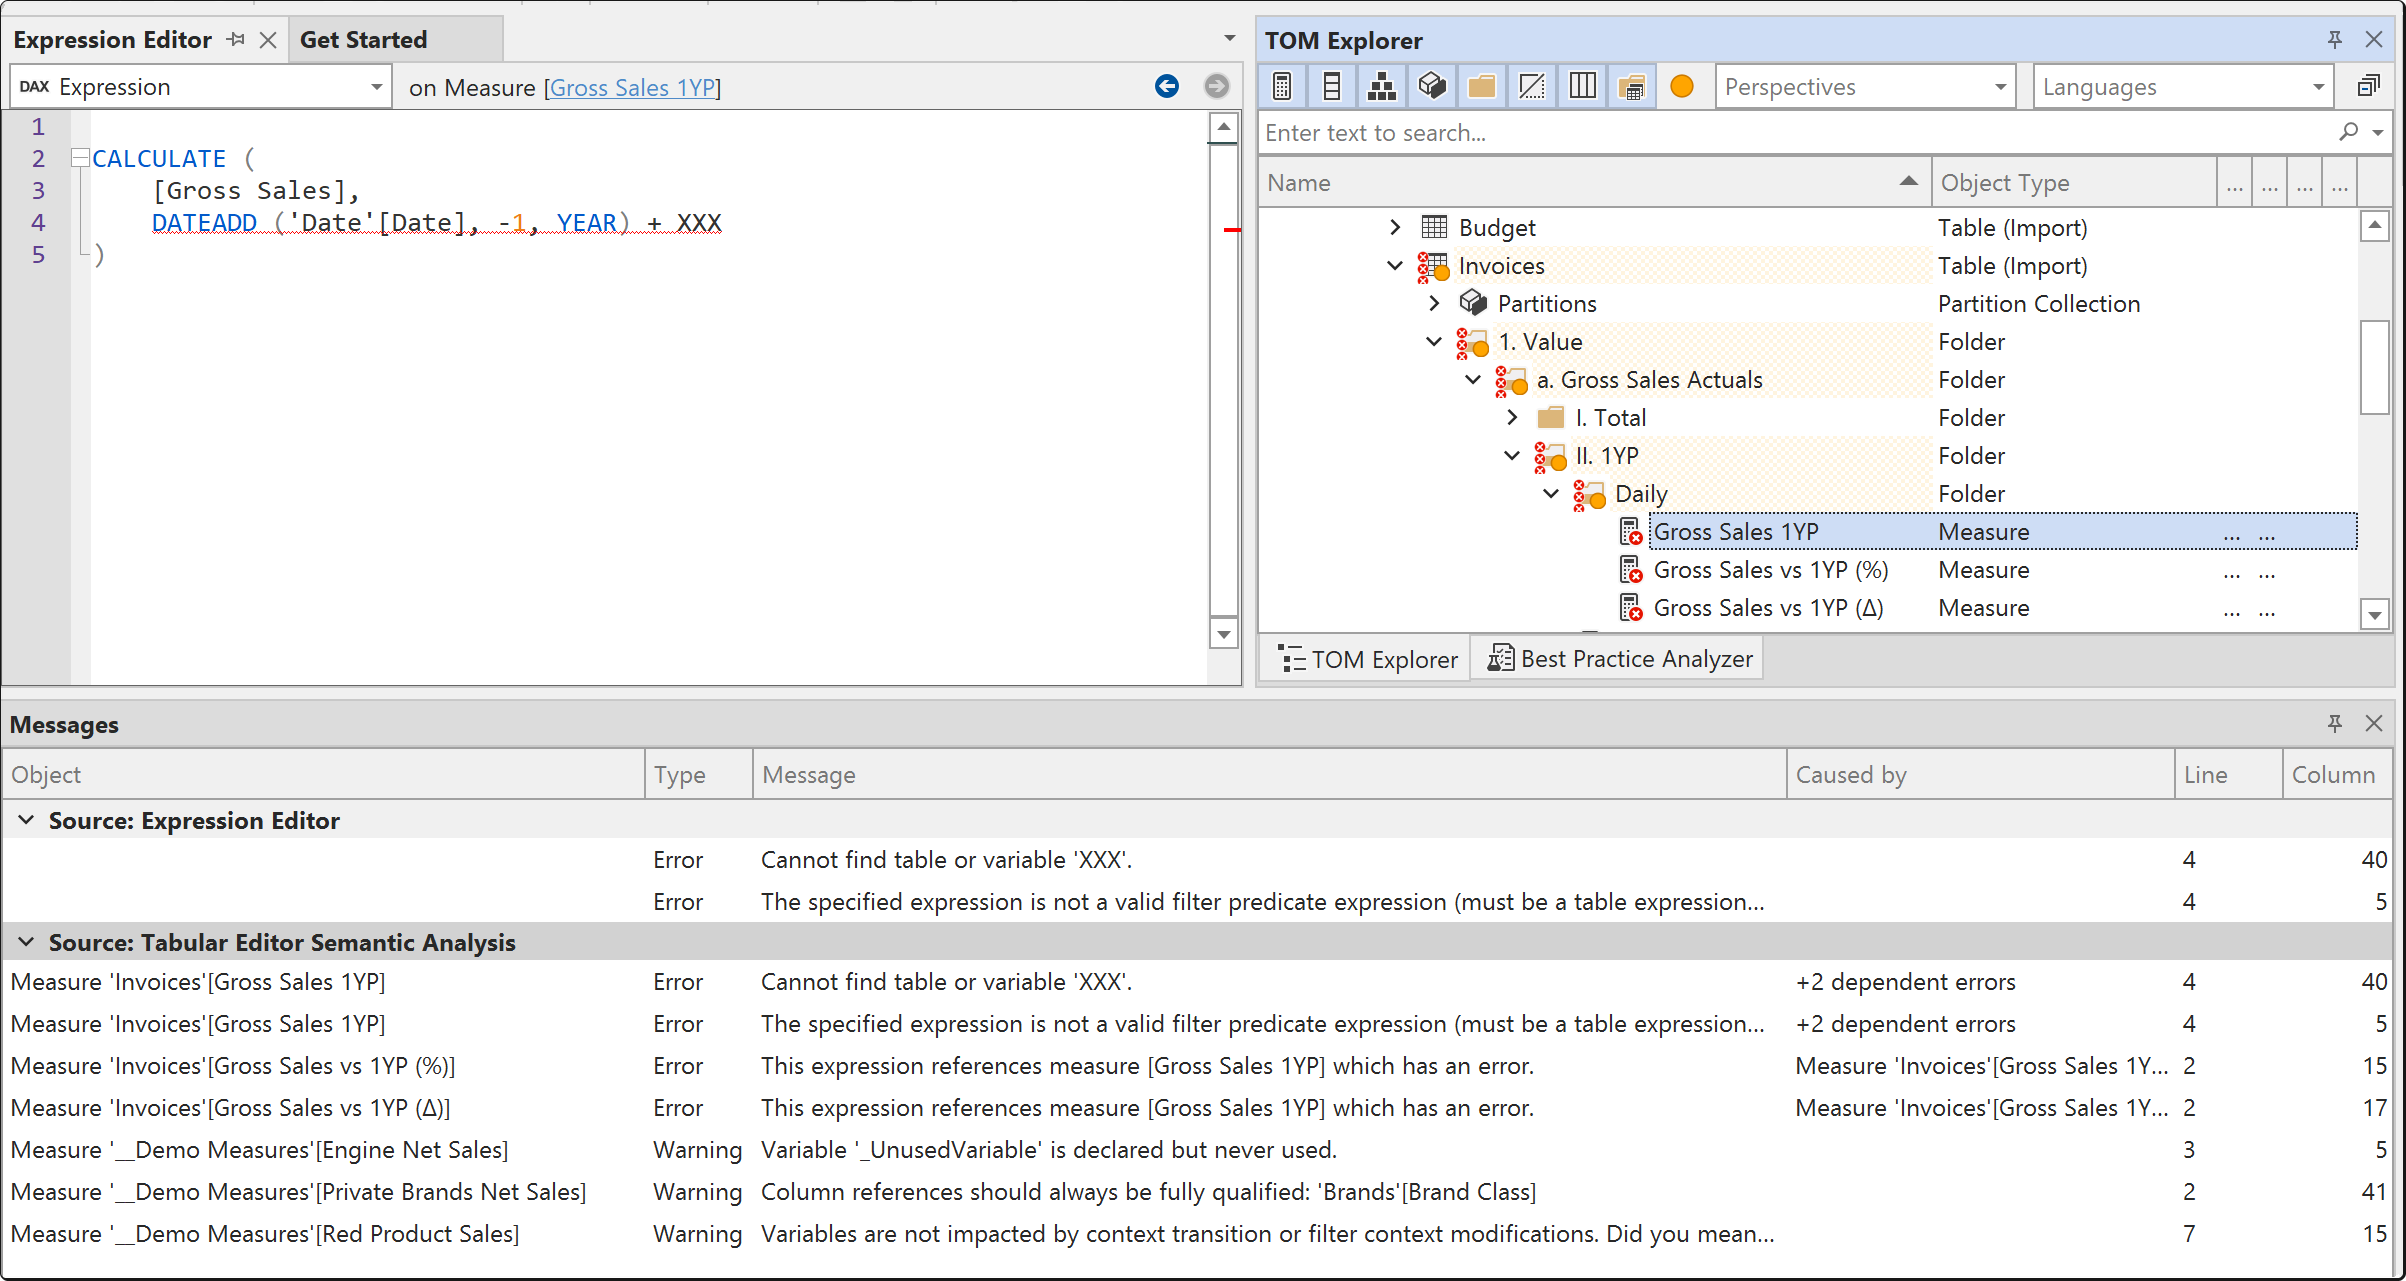 Expression Editor
Get Started
DAX Expression
on Measure [Gross Sales 1YP]
1
2 CALCULATE (
3 [Gross Sales],
4 DATEADD ('Date'[Date], -1, YEAR) + XXX
5 )
TOM Explorer
Perspectives
Languages
Enter text to search...
Name Object Type ... ... ... ...
Budget Table (Import)
Invoices Table (Import)
Partitions Partition Collection
1. Value Folder
a. Gross Sales Actuals Folder
I. Total Folder
II. 1YP Folder
Daily Folder
Gross Sales 1YP Measure ... ...
Gross Sales vs 1YP (%) Measure ... ...
Gross Sales vs 1YP (Δ) Measure ... ...
TOM Explorer Best Practice Analyzer
Messages
Object Type Message Caused by Line Column
Source: Expression Editor
Error Cannot find table or variable 'XXX'. 4 40
Error The specified expression is not a valid filter predicate expression (must be a table expression... 4 5
Source: Tabular Editor Semantic Analysis
Measure 'Invoices'[Gross Sales 1YP] Error Cannot find table or variable 'XXX'. +2 dependent errors 4 40
Measure 'Invoices'[Gross Sales 1YP] Error The specified expression is not a valid filter predicate expression (must be a table expression... +2 dependent errors 4 5
Measure 'Invoices'[Gross Sales vs 1YP (%)] Error This expression references measure [Gross Sales 1YP] which has an error. Measure 'Invoices'[Gross Sales 1Y... 2 15
Measure 'Invoices'[Gross Sales vs 1YP (Δ)] Error This expression references measure [Gross Sales 1YP] which has an error. Measure 'Invoices'[Gross Sales 1Y... 2 17
Measure '__Demo Measures'[Engine Net Sales] Warning Variable '_UnusedVariable' is declared but never used. 3 5
Measure '__Demo Measures'[Private Brands Net Sales] Warning Column references should always be fully qualified: 'Brands'[Brand Class] 2 41
Measure '__Demo Measures'[Red Product Sales] Warning Variables are not impacted by context transition or filter context modifications. Did you mean... 7 15